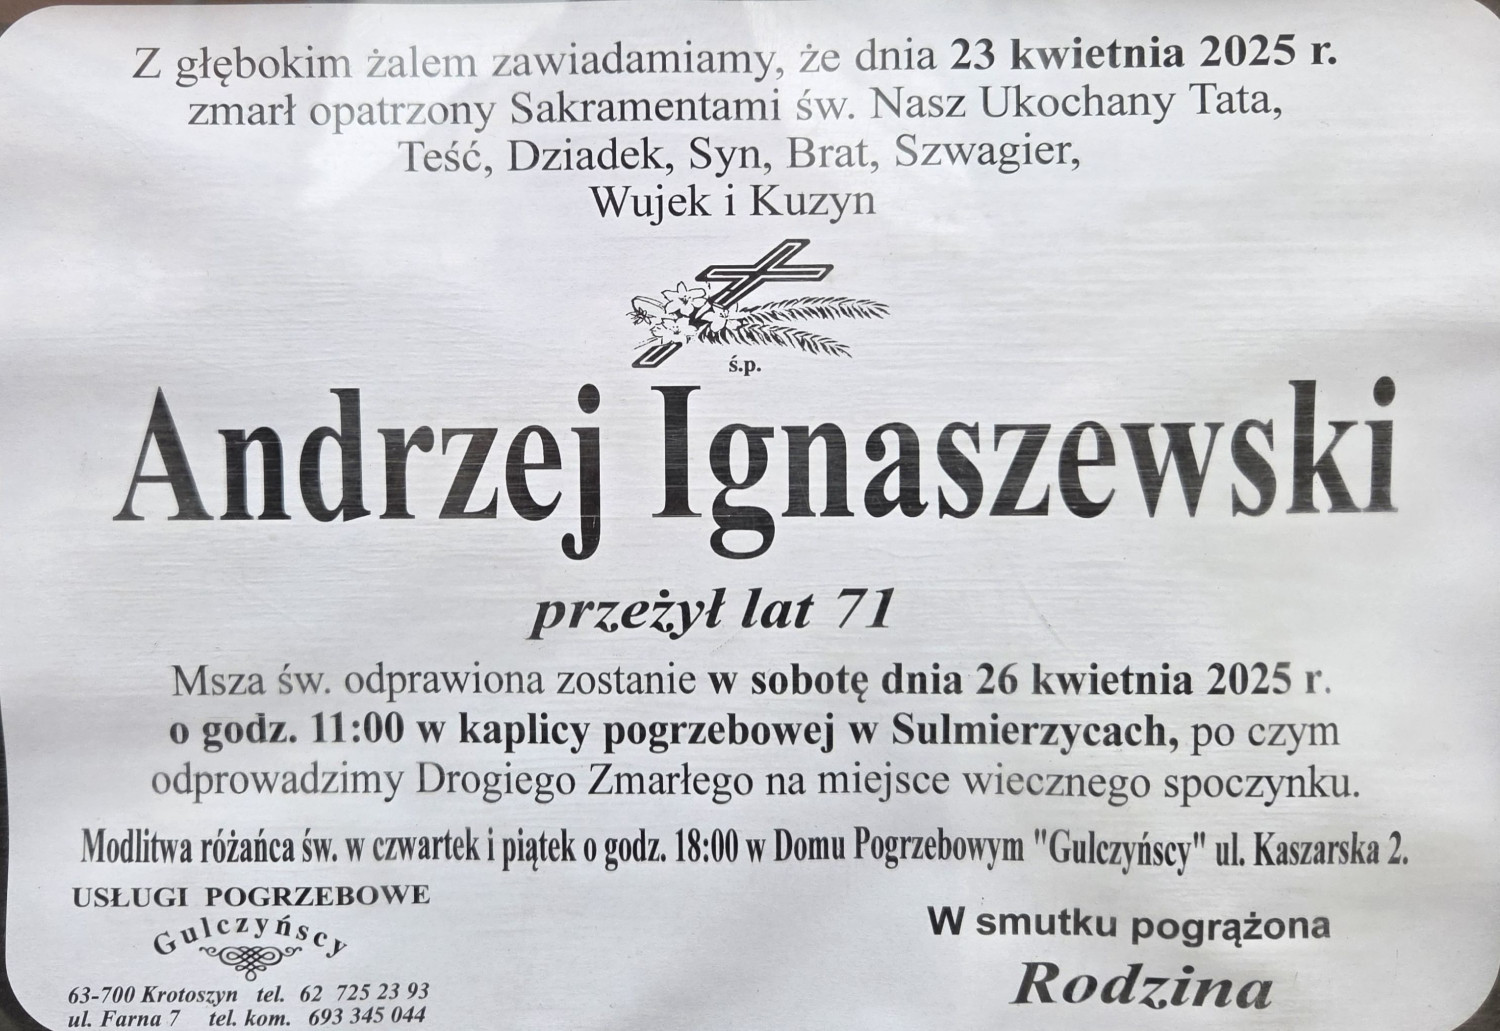 Z głębokim żalem zawiadamiamy, że dnia 23 kwietnia 2025 r.
zmarł opatrzony Sakramentami św. Nasz Ukochany Tata,
Teść, Dziadek, Syn, Brat, Szwagier,
Wujek i Kuzyn
ś.p.
Andrzej Ignaszewski
przeżył lat 71
Msza św. odprawiona zostanie w sobotę dnia 26 kwietnia 2025 r.
o godz. 11:00 w kaplicy pogrzebowej w Sulmierzycach, po czym
odprowadzimy Drogiego Zmarłego na miejsce wiecznego spoczynku.
Modlitwa różańca św. w czwartek i piątek o godz. 18:00 w Domu Pogrzebowym "Gulczyńscy" ul. Kaszarska 2.
USŁUGI POGRZEBOWE
Gulczyńscy
63-700 Krotoszyn tel. 62 725 23 93
ul. Farna 7 tel. kom. 693 345 044
W smutku pogrążona
Rodzina